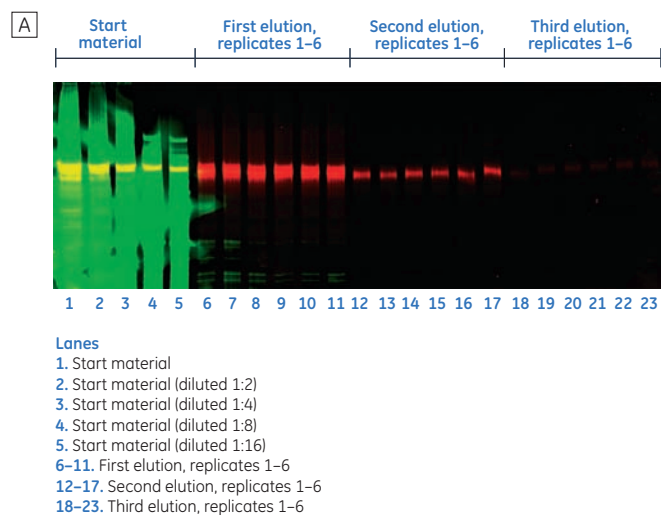 A
Start
material
First elution,
replicates 1–6
Second elution,
replicates 1–6
Third elution,
replicates 1–6
1 2 3 4 5 6 7 8 9 10 11 12 13 14 15 16 17 18 19 20 21 22 23
Lanes
1. Start material
2. Start material (diluted 1:2)
3. Start material (diluted 1:4)
4. Start material (diluted 1:8)
5. Start material (diluted 1:16)
6–11. First elution, replicates 1–6
12–17. Second elution, replicates 1–6
18–23. Third elution, replicates 1–6